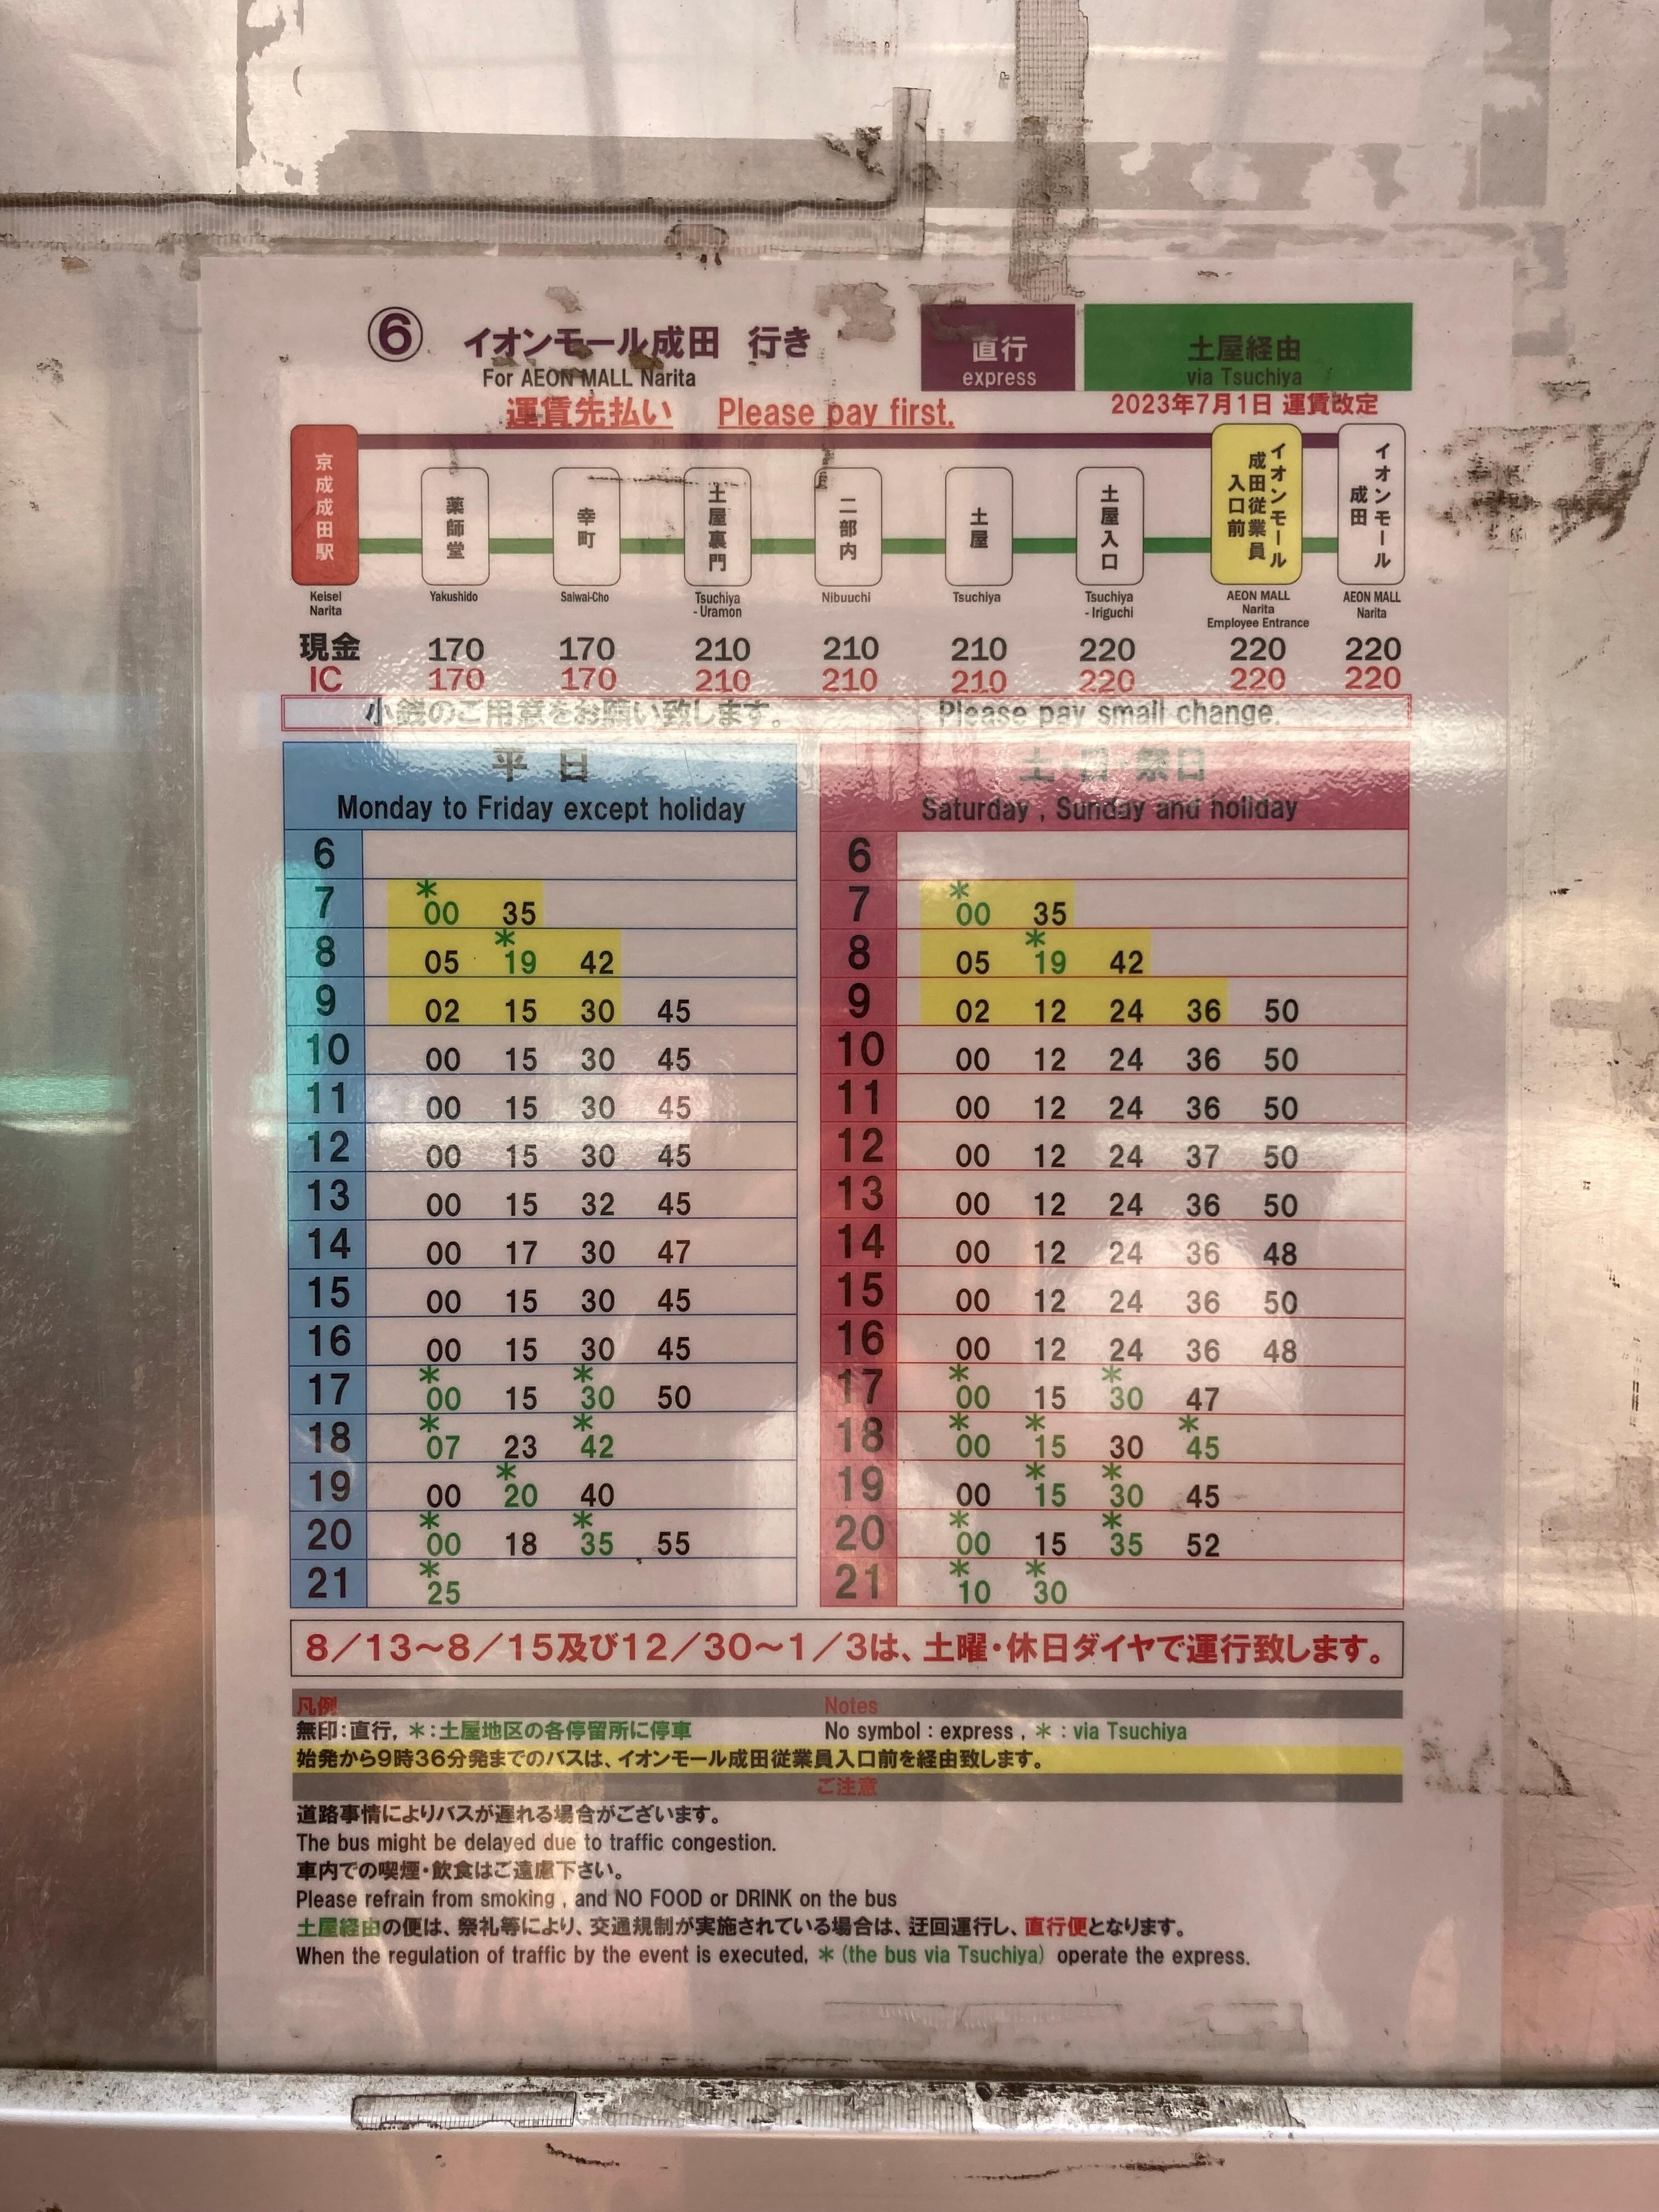 ⑥ イオンモール成田 行き
For AEON MALL Narita
直行
express
土屋経由
via Tsuchiya
運賃先払い Please pay first.
2023年7月1日 運賃改定
京成成田駅 薬師堂 幸町 土屋裏門 二部内 土屋 土屋入口 イオンモール成田従業員入口前 イオンモール成田
Keisel Narita Yakushido Saiwai-Cho Tsuchiya - Uramon Nibuuchi Tsuchiya Tsuchiya - Iriguchi AEON MALL Narita Employee Entrance AEON MALL Narita
現金 170 170 210 210 210 220 220 220
IC 170 170 210 210 210 220 220 220
小銭のご用意をお願い致します。 Please pay small change.
平日
Monday to Friday except holiday
6
7 *00 35
8 05 *19 42
9 02 15 30 45
10 00 15 30 45
11 00 15 30 45
12 00 15 30 45
13 00 15 32 45
14 00 17 30 47
15 00 15 30 45
16 00 15 30 45
17 *00 15 *30 50
18 *07 23 *42
19 00 *20 40
20 *00 18 *35 55
21 *25
土・日・祭日
Saturday , Sunday and holiday
6
7 *00 35
8 05 *19 42
9 02 12 24 36 50
10 00 12 24 36 50
11 00 12 24 36 50
12 00 12 24 37 50
13 00 12 24 36 50
14 00 12 24 36 48
15 00 12 24 36 50
16 00 12 24 36 48
17 *00 15 *30 47
18 *00 *15 30 *45
19 00 *15 *30 45
20 *00 15 *35 52
21 *10 *30
8/13～8/15及び12/30～1/3は、土曜・休日ダイヤで運行致します。
凡例 Notes
無印：直行，＊：土屋地区の各停留所に停車 No symbol : express , ＊ : via Tsuchiya
始発から9時36分発までのバスは、イオンモール成田従業員入口前を経由致します。
ご注意
道路事情によりバスが遅れる場合がございます。
The bus might be delayed due to traffic congestion.
車内での喫煙・飲食はご遠慮下さい。
Please refrain from smoking , and NO FOOD or DRINK on the bus
土屋経由の便は、祭礼等により、交通規制が実施されている場合は、迂回運行し、直行便となります。
When the regulation of traffic by the event is executed, ＊ (the bus via Tsuchiya) operate the express.